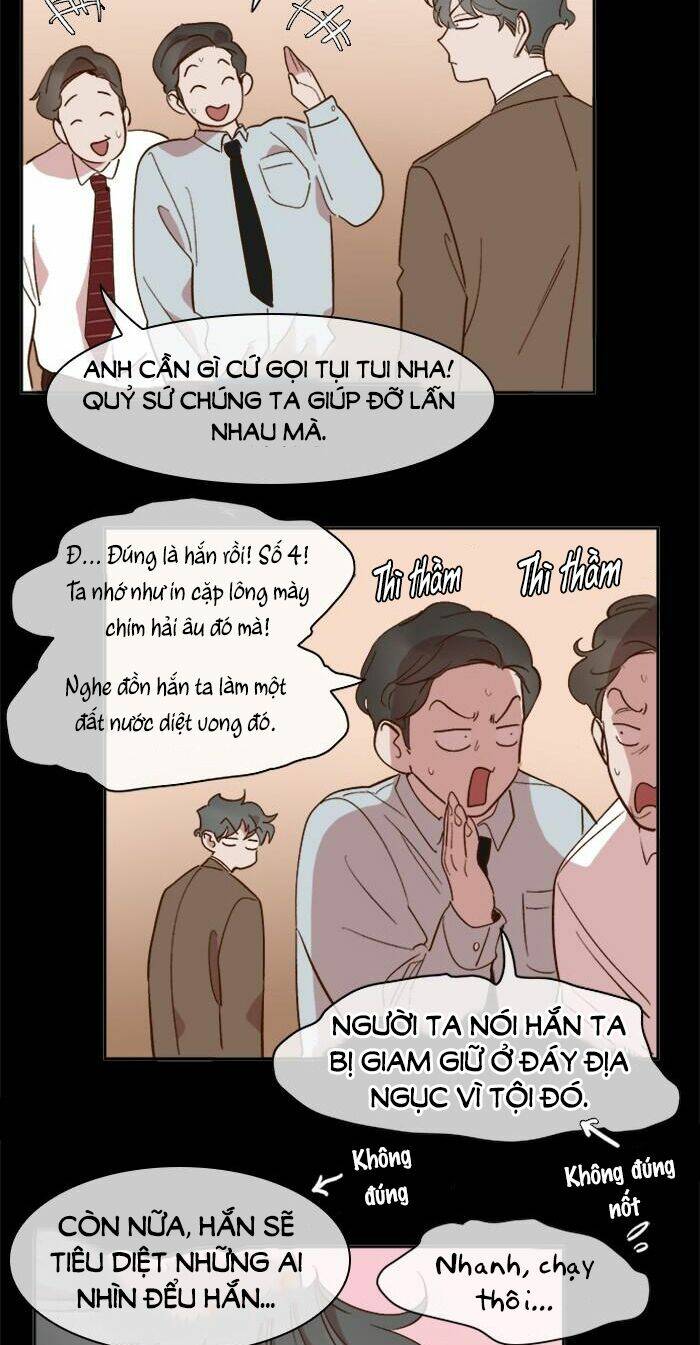 ANH CẦN GÌ CỨ GỌI TỤI TUI NHA!
QUỶ SỨ CHÚNG TA GIÚP ĐỠ LẪN
NHAU MÀ.
Đ... Đúng là hắn rồi! Số 4!
Ta nhớ như in cặp lông mày
chim hải âu đó mà!
Nghe đồn hắn ta làm một
đất nước diệt vong đó.
Thì thầm
Thì thầm
NGƯỜI TA NÓI HẮN TA
BỊ GIAM GIỮ Ở ĐÁY ĐỊA
NGỤC VÌ TỘI ĐÓ.
Không
đúng
Không đúng
nốt
CÒN NỮA, HẮN SẼ
TIÊU DIỆT NHỮNG AI
NHÌN ĐỂU HẮN...
Nhanh, chạy
thôi...